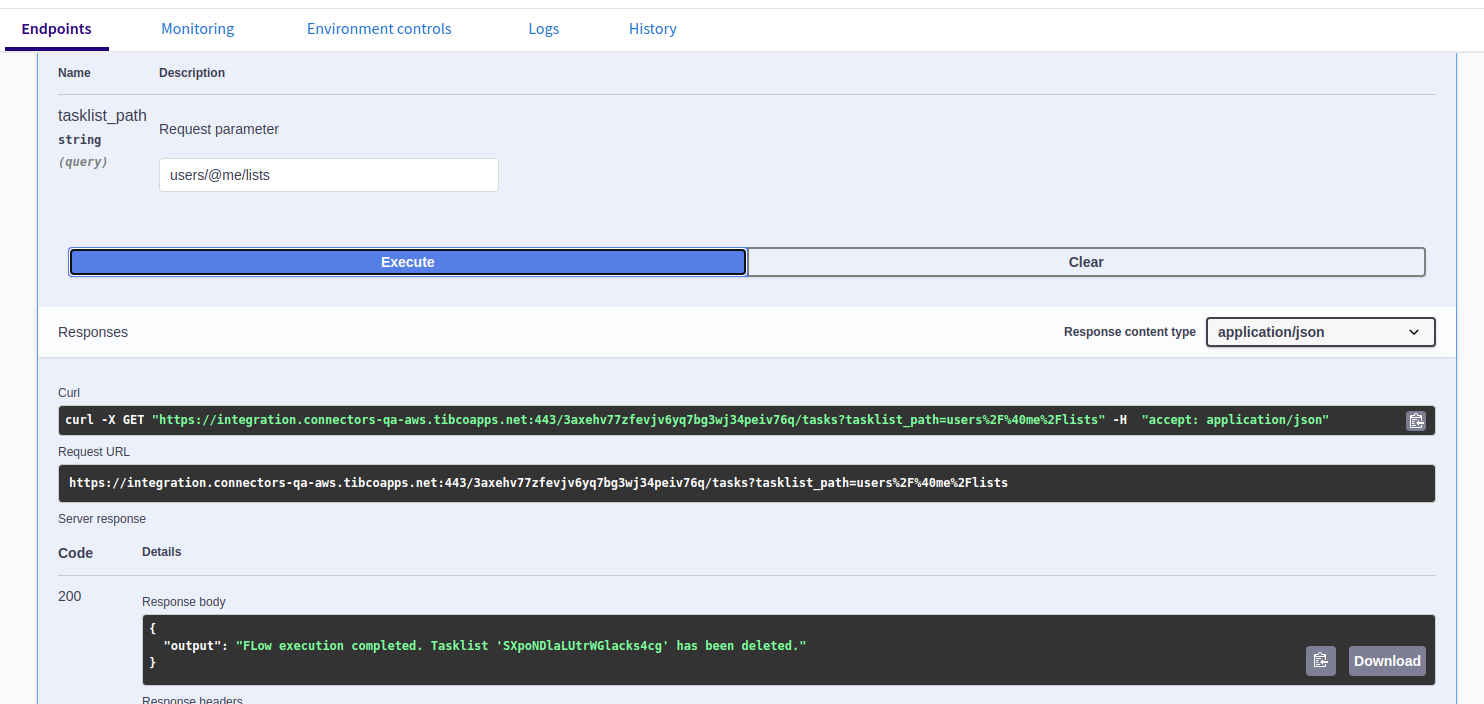 Endpoints Monitoring Environment controls Logs History
Name Description
tasklist_path
string
(query)
Request parameter
users/@me/lists
Execute Clear
Responses Response content type application/json
Curl
curl -X GET "https://integration.connectors-qa-aws.tibcoapps.net:443/3axehv77zfevjv6yq7bg3wj34peiv76q/tasks?tasklist_path=users%2F%40me%2Flists" -H  "accept: application/json"
Request URL
https://integration.connectors-qa-aws.tibcoapps.net:443/3axehv77zfevjv6yq7bg3wj34peiv76q/tasks?tasklist_path=users%2F%40me%2Flists
Server response
Code Details
200
Response body
{
  "output": "FLow execution completed. Tasklist 'SXpoNDlaLUtrWGlacks4cg' has been deleted."
}
Download
Response headers